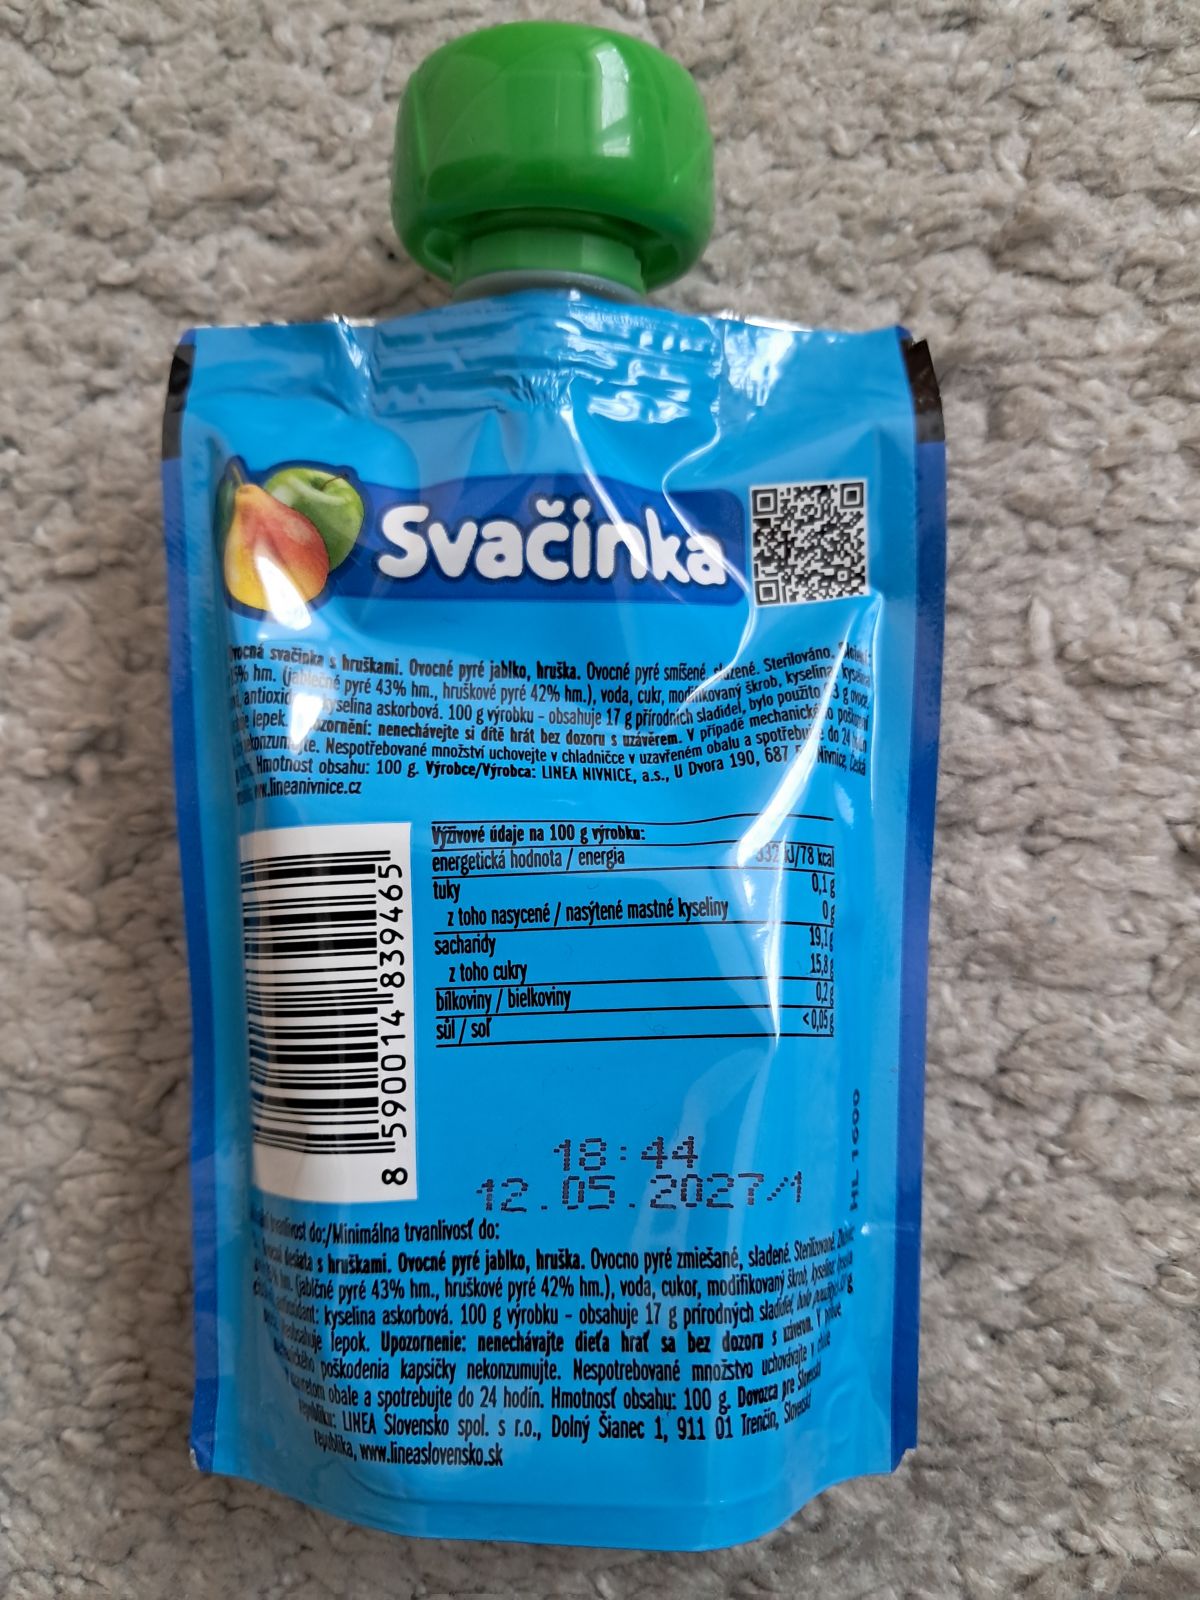 Svačinka
svačinka s hruškami. Ovocné pyré jablko, hruška. Ovocné pyré smíšené, Sterilováno.
hm. (jablečné pyré 43% hm., hruškové pyré 42% hm.), voda, cukr, modifikovaný škrob, kyselina
kyselina askorbová. 100 g výrobku - obsahuje 17 g přírodních sladidel, bylo použito
lepek. nenechávejte si dítě hrát bez dozoru s uzávěrem. V případě mechanického
Nespotřebované množství uchovejte v chladničce v uzavřeném obalu a spotřebujte do 24
Hmotnost obsahu: 100 g. Výrobce/Výrobca: LINEA NIVNICE, a.s., U Dvora 190, 687 Nivnice,
www.lineanivnice.cz
Výživové údaje na 100 g výrobku:
energetická hodnota / energia 332 kJ/78 kcal
tuky 0,1 g
z toho nasycené / nasýtené mastné kyseliny 0 g
sacharidy 19,1 g
z toho cukry 15,8 g
bílkoviny / bielkoviny 0,2 g
sůl / soľ <0,05 g
8 590014 839465
18:44
12.05.2027/1
HL 1600
trvanlivost do:/Minimálna trvanlivosť do:
s hruškami. Ovocné pyré jablko, hruška. Ovocno pyré zmiešané, sladené. Sterilizované.
hm. (jablčné pyré 43% hm., hruškové pyré 42% hm.), voda, cukor, modifikovaný škrob, kyselina
kyselina askorbová. 100 g výrobku - obsahuje 17 g prírodných sladidiel, bolo
lepok. Upozornenie: nenechávajte dieťa hrať sa bez dozoru s uzáverom. V
poškodenia kapsičky nekonzumujte. Nespotrebované množstvo uchovávajte v
obale a spotrebujte do 24 hodín. Hmotnosť obsahu: 100 g. Dovozca pre
republiku: LINEA Slovensko spol. s r.o., Dolný Šianec 1, 911 01 Trenčín,
republika, www.lineaslovensko.sk